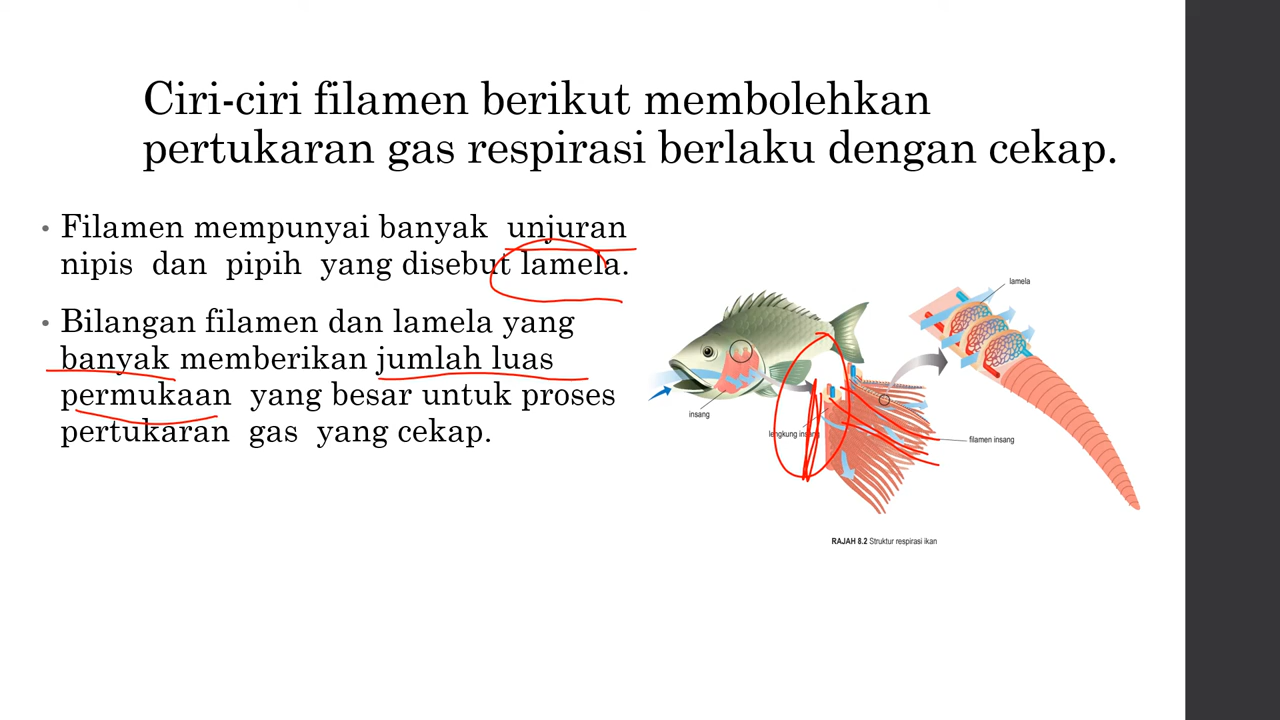 Ciri-ciri filamen berikut membolehkan
pertukaran gas respirasi berlaku dengan cekap.
• Filamen mempunyai banyak unjuran
nipis dan pipih yang disebut lamela.
• Bilangan filamen dan lamela yang
banyak memberikan jumlah luas
permukaan yang besar untuk proses
pertukaran gas yang cekap.
lamela
insang
lengkung insang
filamen insang
RAJAH 8.2 Struktur respirasi ikan